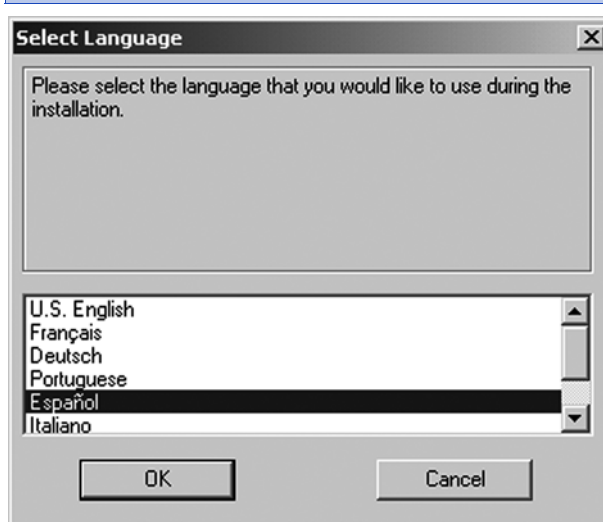 Select Language
Please select the language that you would like to use during the
installation.
U.S. English
Français
Deutsch
Portuguese
Español
Italiano
OK
Cancel